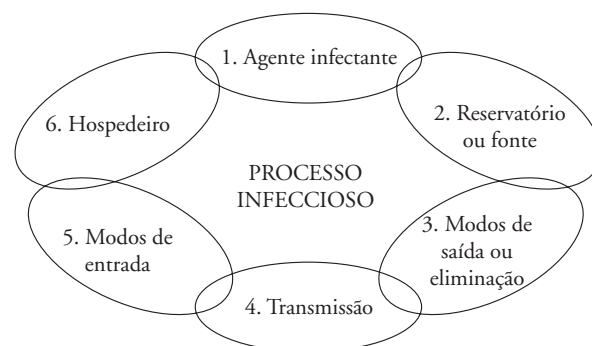 1. Agente infectante
2. Reservatório
ou fonte
3. Modos de
saída ou
eliminação
4. Transmissão
5. Modos de
entrada
6. Hospedeiro
PROCESSO
INFECCIOSO